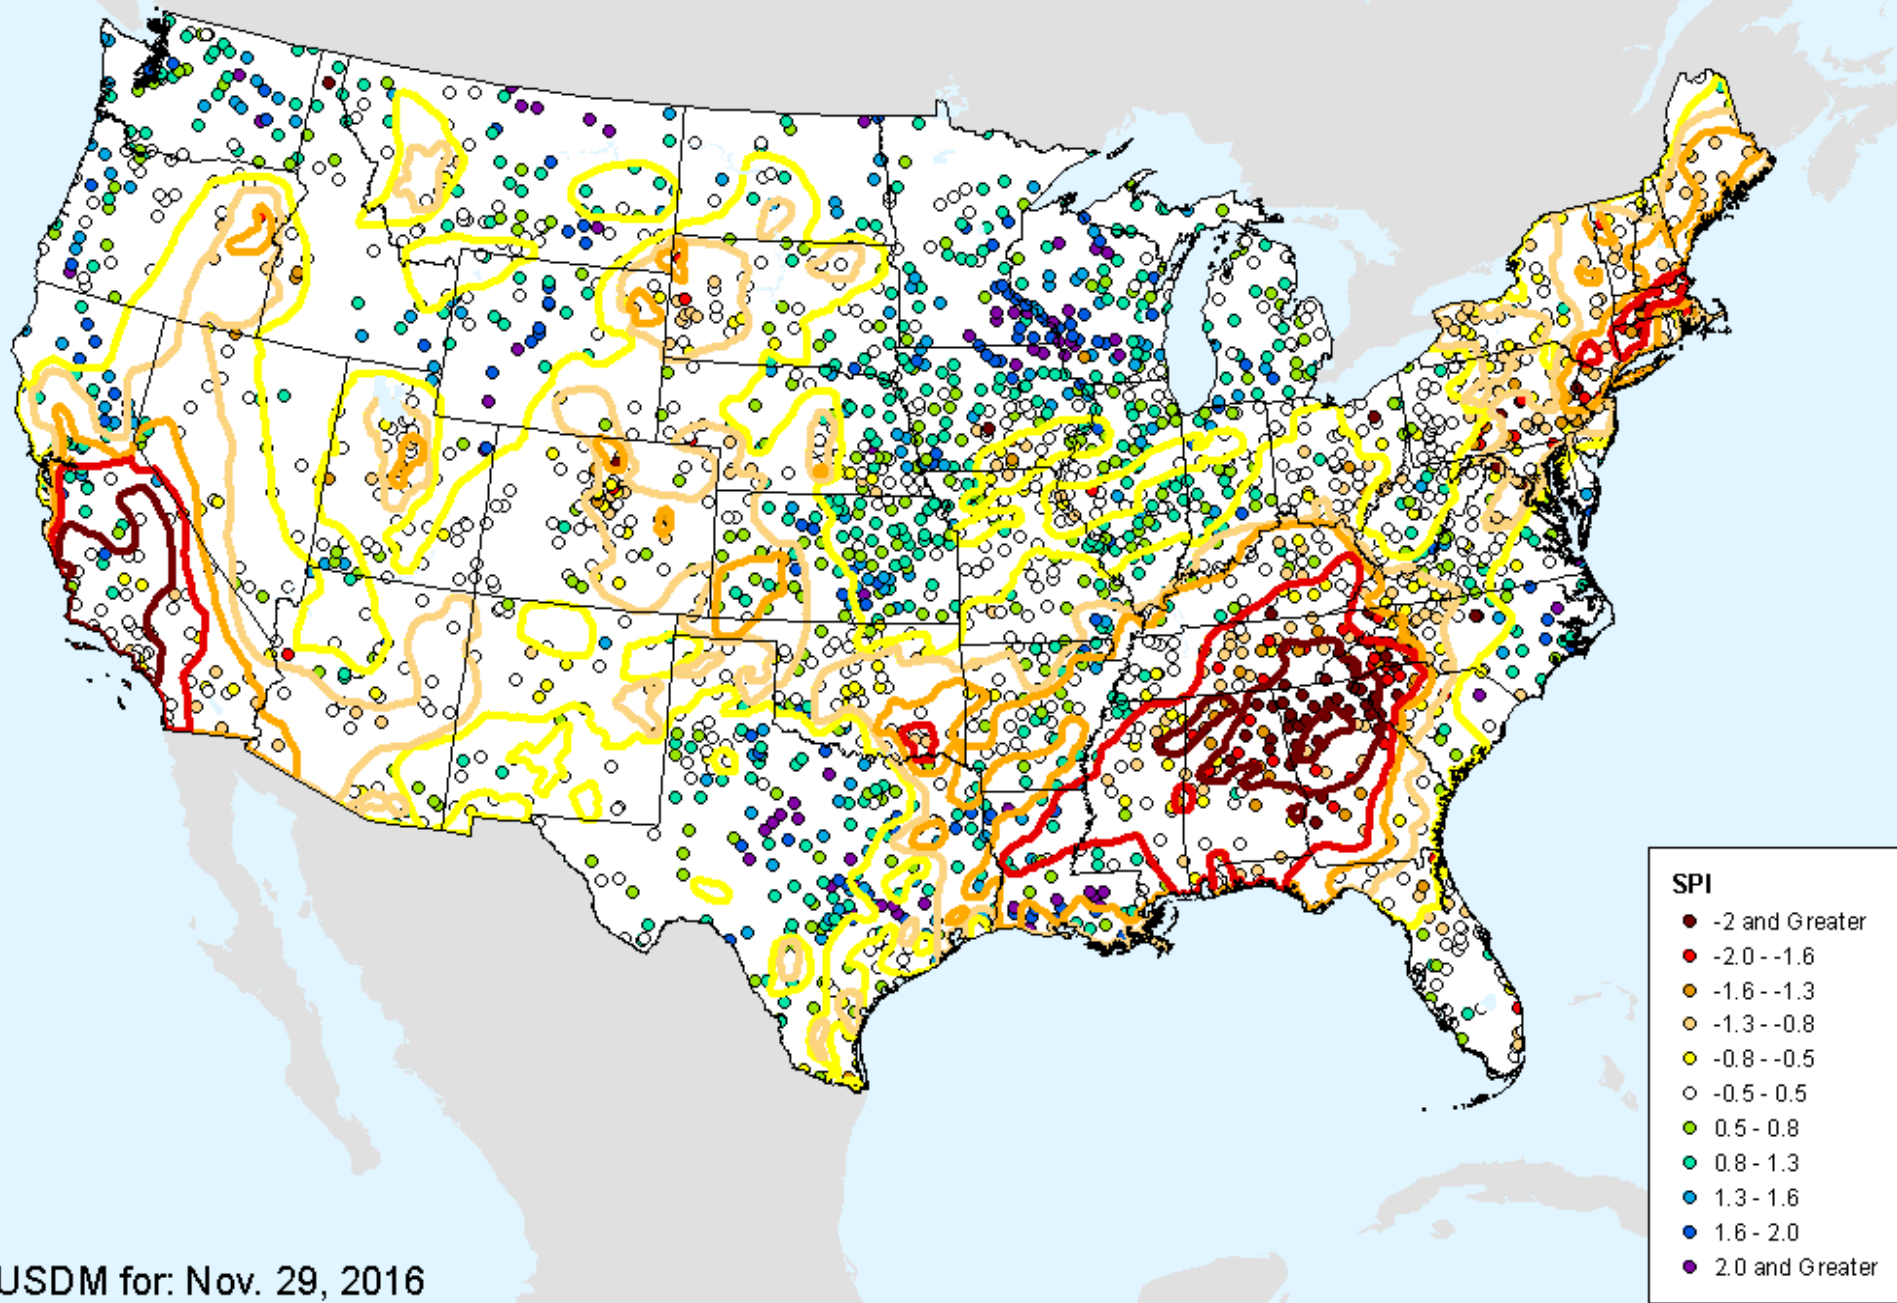 SPI
-2 and Greater
-2.0 - -1.6
-1.6 - -1.3
-1.3 - -0.8
-0.8 - -0.5
-0.5 - 0.5
0.5 - 0.8
0.8 - 1.3
1.3 - 1.6
1.6 - 2.0
2.0 and Greater
USDM for: Nov. 29, 2016